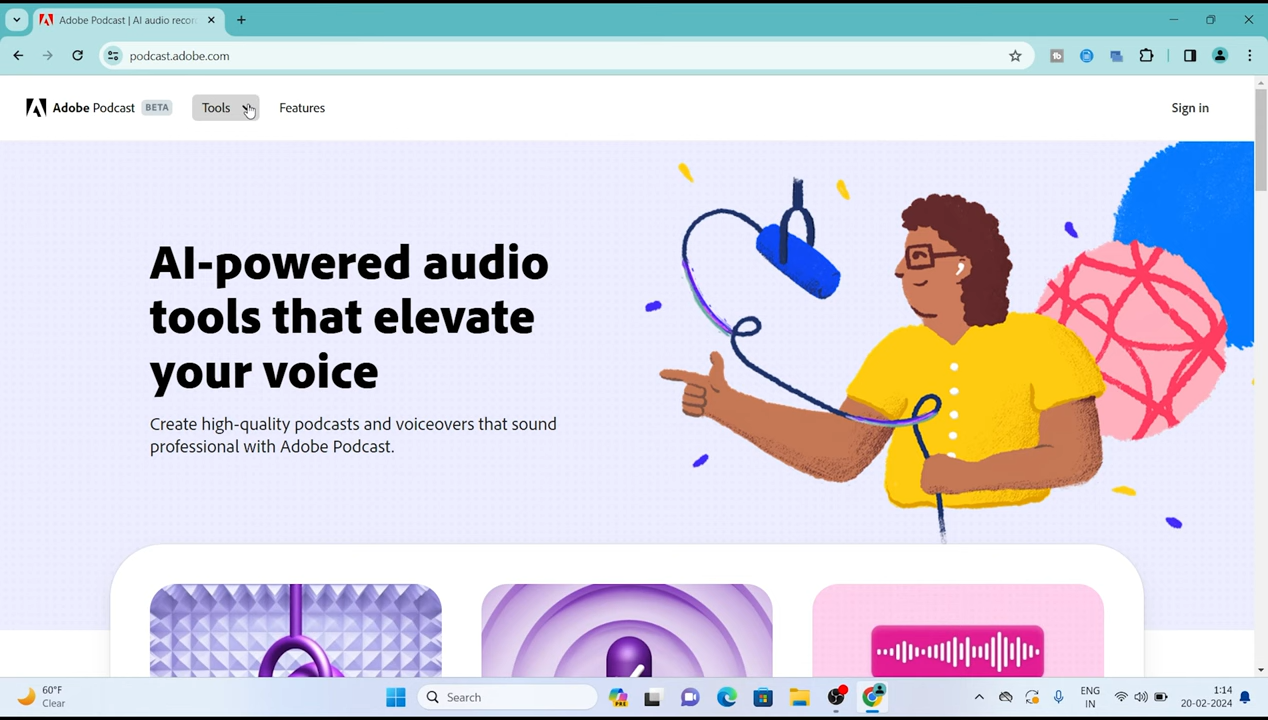 Adobe Podcast | AI audio recor
podcast.adobe.com
Adobe Podcast BETA
Tools
Features
Sign in
AI-powered audio
tools that elevate
your voice
Create high-quality podcasts and voiceovers that sound
professional with Adobe Podcast.
60°F
Clear
Search
PRE
ENG
IN
1:14
20-02-2024